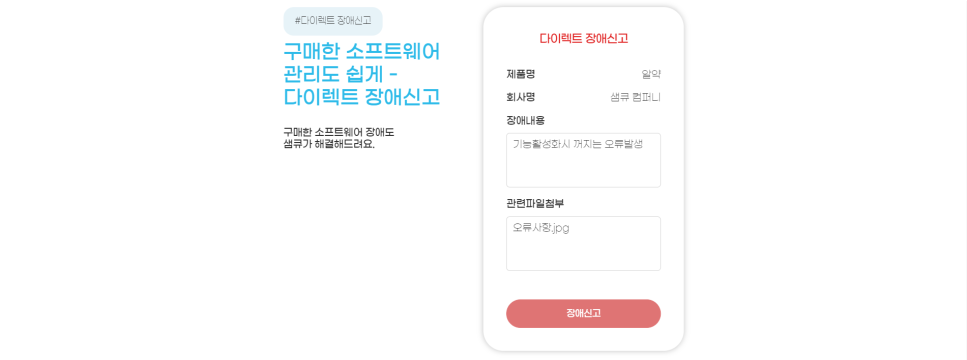 #다이렉트 장애신고
구매한 소프트웨어
관리도 쉽게 -
다이렉트 장애신고
구매한 소프트웨어 장애도
샘큐가 해결해드려요.
다이렉트 장애신고
제품명 알약
회사명 샘큐 컴퍼니
장애내용
기능활성화시 꺼지는 오류발생
관련파일첨부
오류사항.jpg
장애신고